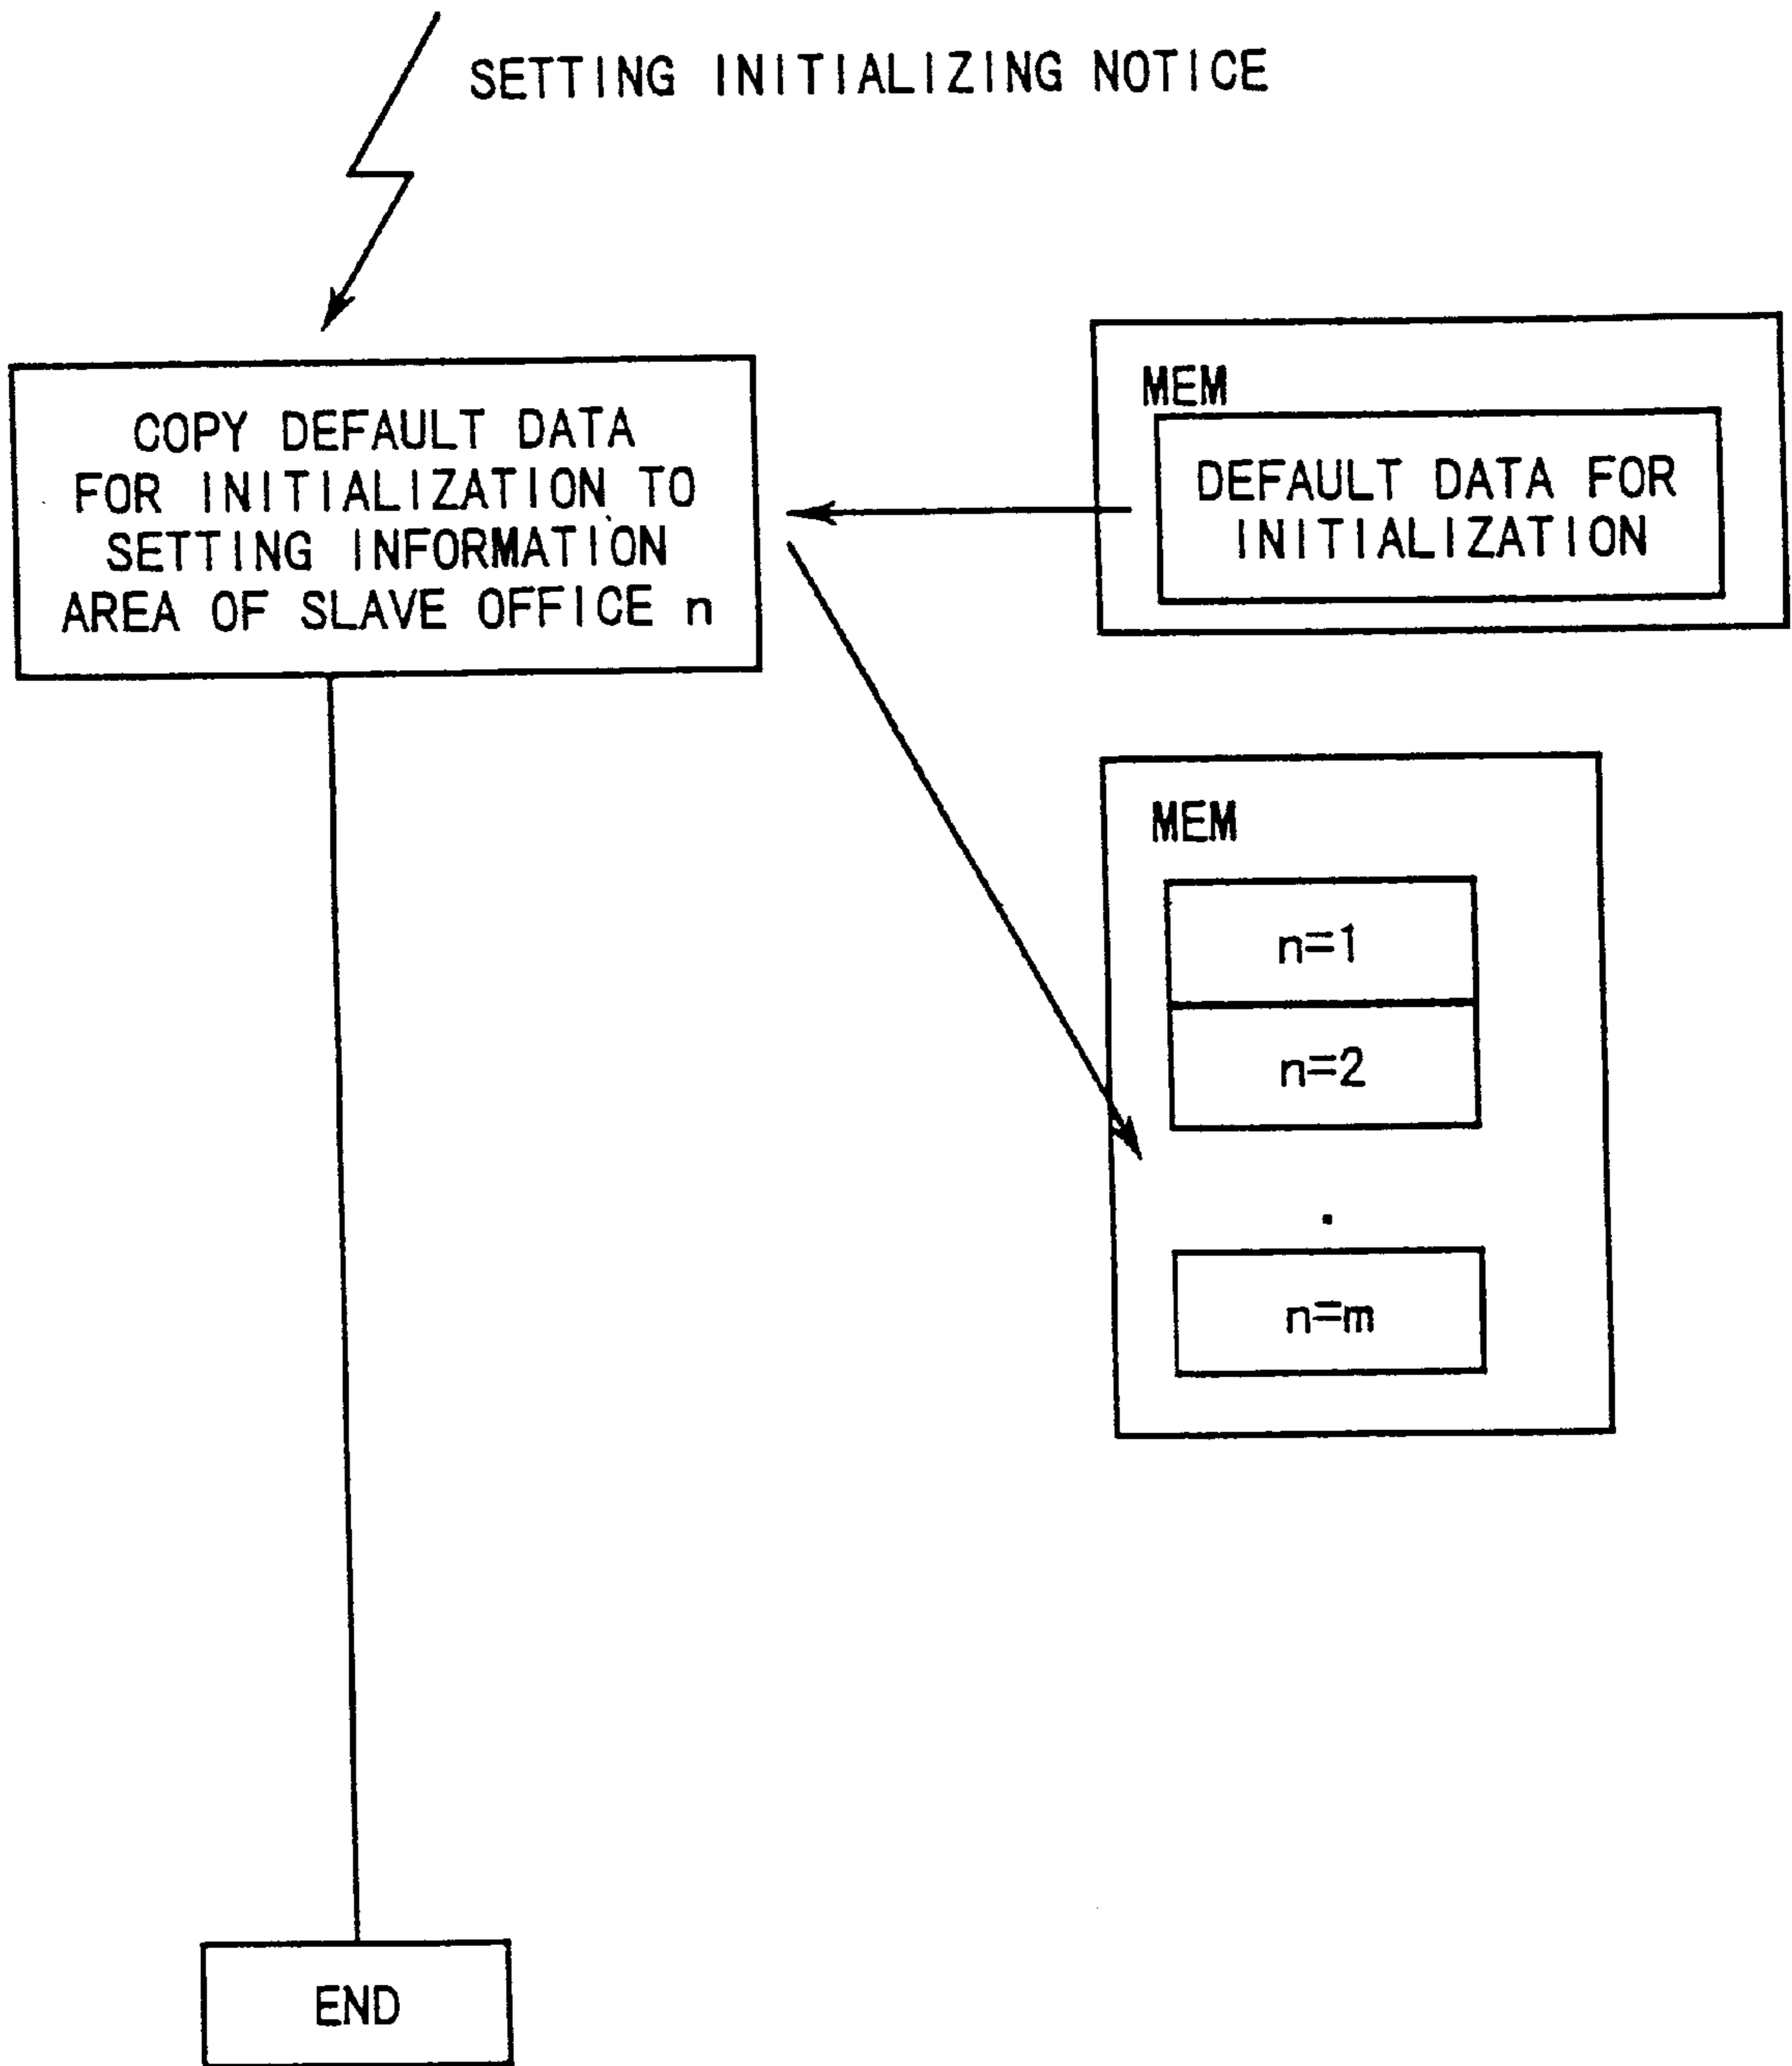 SETTING INITIALIZING NOTICE
COPY DEFAULT DATA
FOR INITIALIZATION TO
SETTING INFORMATION
AREA OF SLAVE OFFICE n
MEM
DEFAULT DATA FOR
INITIALIZATION
MEM
n=1
n=2
n=m
END